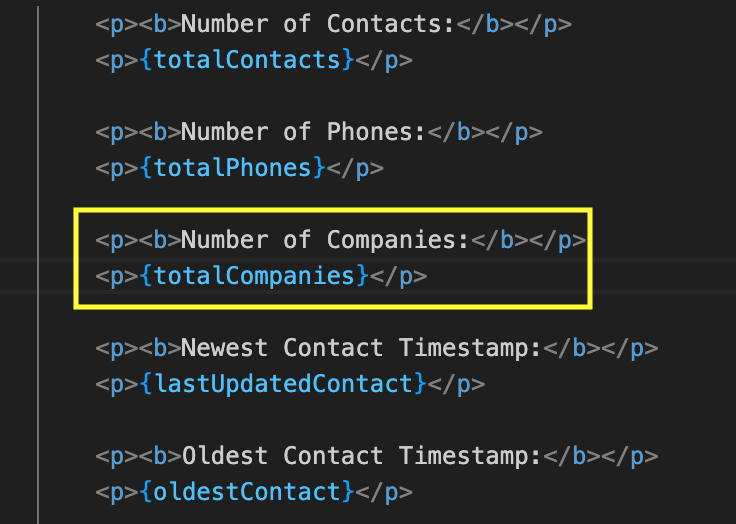 <p><b>Number of Contacts:</b></p>
<p>{totalContacts}</p>
<p><b>Number of Phones:</b></p>
<p>{totalPhones}</p>
<p><b>Number of Companies:</b></p>
<p>{totalCompanies}</p>
<p><b>Newest Contact Timestamp:</b></p>
<p>{lastUpdatedContact}</p>
<p><b>Oldest Contact Timestamp:</b></p>
<p>{oldestContact}</p>